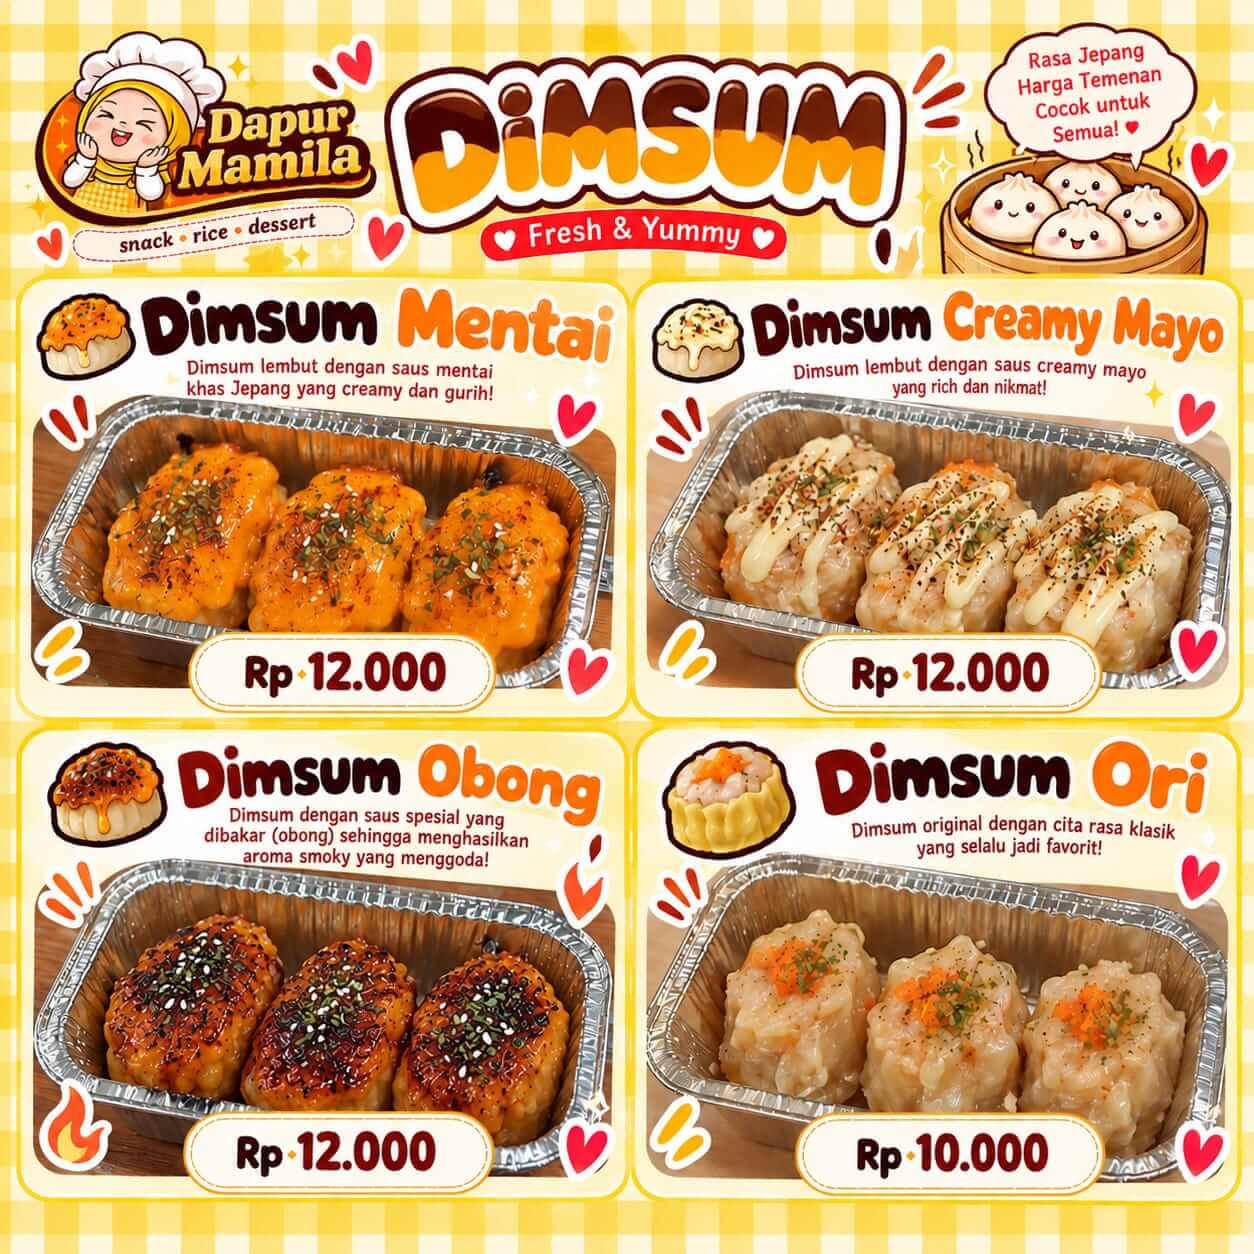 Dapur
Mamila
snack • rice • dessert
DiMSUM
Fresh & Yummy
Rasa Jepang
Harga Temenan
Cocok untuk
Semua!
Dimsum Mentai
Dimsum lembut dengan saus mentai
khas Jepang yang creamy dan gurih!
Rp 12.000
Dimsum Creamy Mayo
Dimsum lembut dengan saus creamy mayo
yang rich dan nikmat!
Rp 12.000
Dimsum Obong
Dimsum dengan saus spesial yang
dibakar (obong) sehingga menghasilkan
aroma smoky yang menggoda!
Rp 12.000
Dimsum Ori
Dimsum original dengan cita rasa klasik
yang selalu jadi favorit!
Rp 10.000